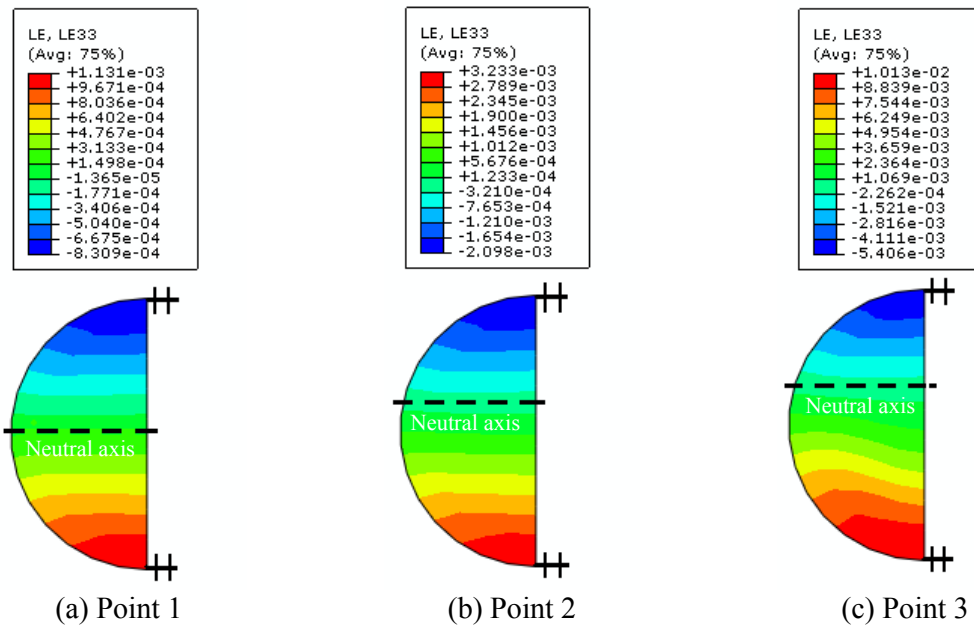 LE, LE33
(Avg: 75%)
+1.131e-03
+9.671e-04
+8.036e-04
+6.402e-04
+4.767e-04
+3.133e-04
+1.498e-04
-1.365e-05
-1.771e-04
-3.406e-04
-5.040e-04
-6.675e-04
-8.309e-04
Neutral axis
(a) Point 1
LE, LE33
(Avg: 75%)
+3.233e-03
+2.789e-03
+2.345e-03
+1.900e-03
+1.456e-03
+1.012e-03
+5.676e-04
+1.233e-04
-3.210e-04
-7.653e-04
-1.210e-03
-1.654e-03
-2.098e-03
Neutral axis
(b) Point 2
LE, LE33
(Avg: 75%)
+1.013e-02
+8.839e-03
+7.544e-03
+6.249e-03
+4.954e-03
+3.659e-03
+2.364e-03
+1.069e-03
-2.262e-04
-1.521e-03
-2.816e-03
-4.111e-03
-5.406e-03
Neutral axis
(c) Point 3